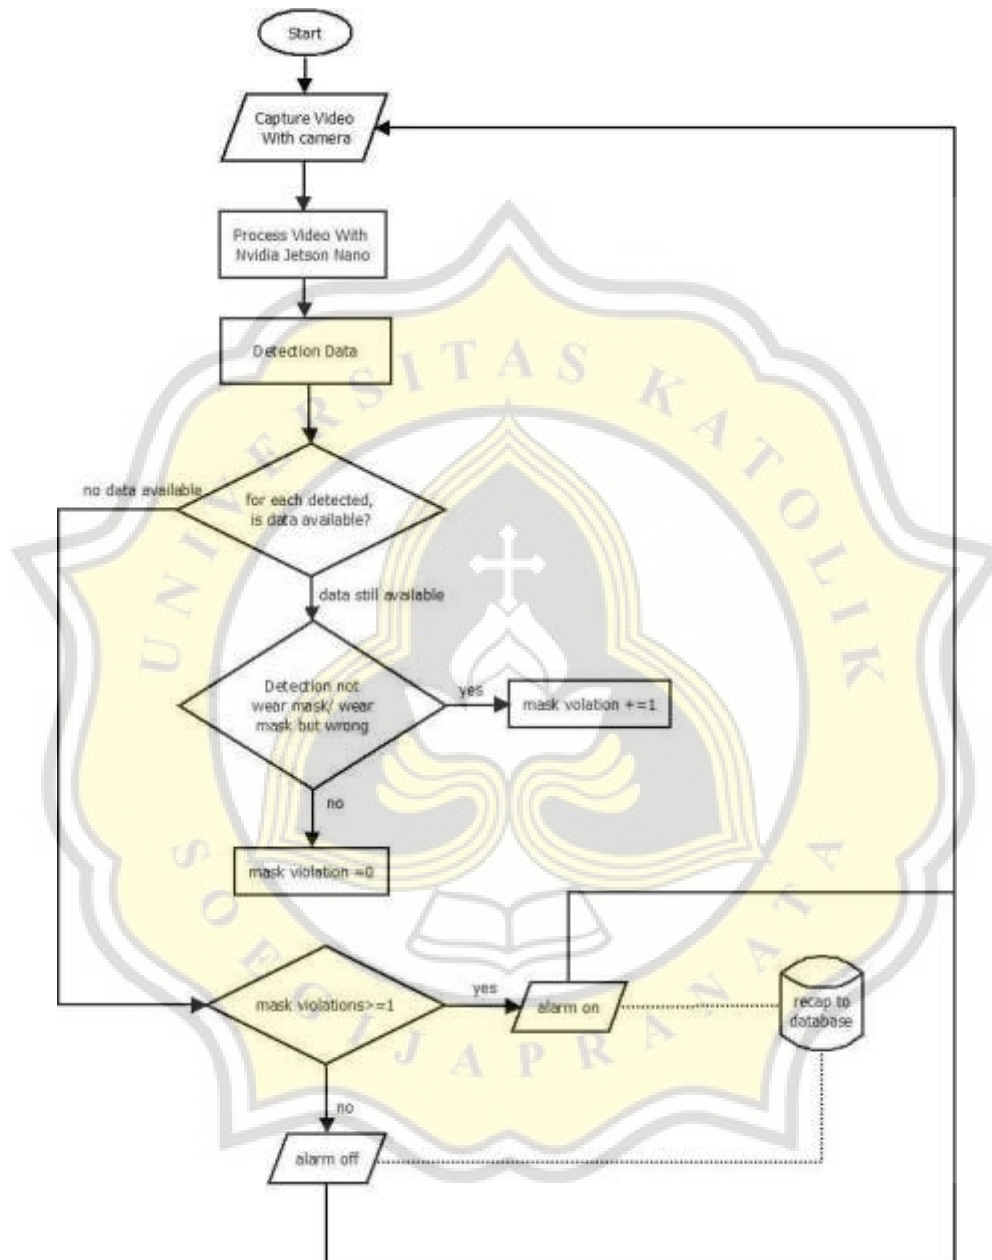 Start
Capture Video
With camera
Process Video With
Nvidia Jetson Nano
Detection Data
no data available
for each detected,
is data available?
data still available
Detection not
wear mask/ wear
mask but wrong
yes
mask volation +=1
no
mask violation =0
mask violations>=1
yes
alarm on
recap to
database
no
alarm off
UNIVERSITAS KATOLIK
SOEGIJAPRANATA